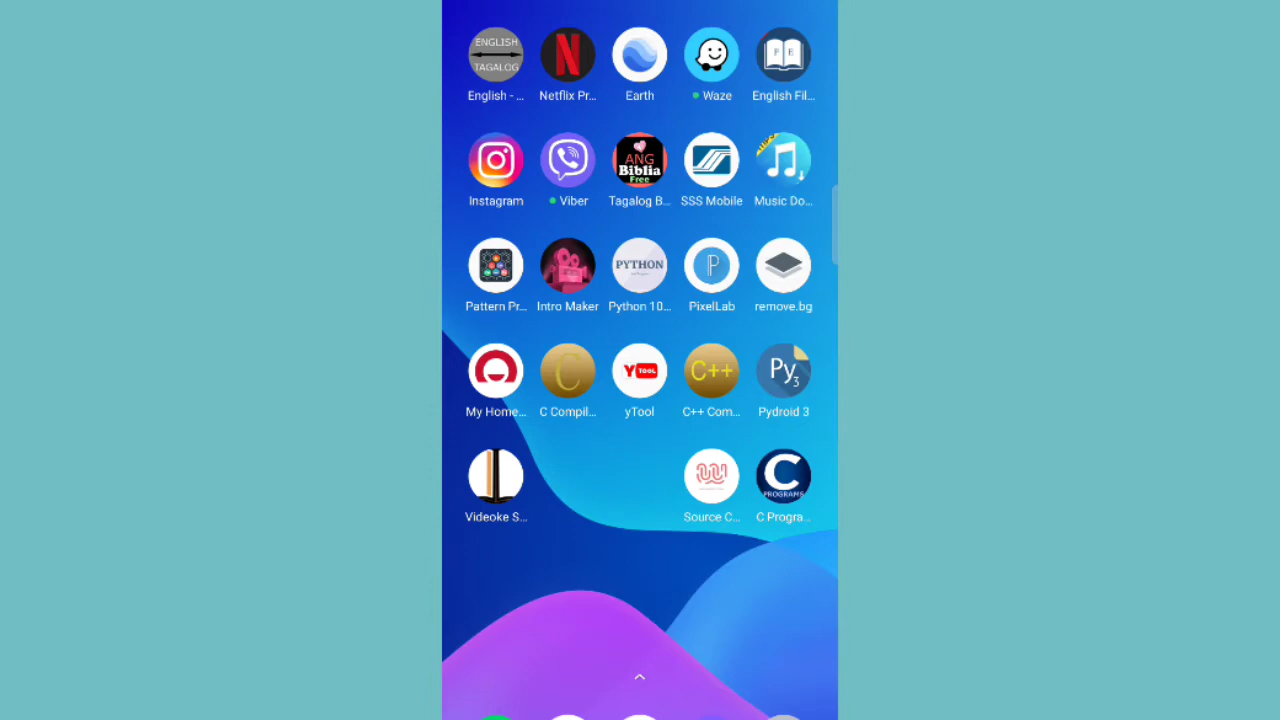 ENGLISH
TAGALOG
English - ...
Netflix Pr...
Earth
Waze
F E
English Fil...
Instagram
Viber
ANG
Biblia
Free
Tagalog B...
SSS Mobile
Music Do...
Pattern Pr...
Intro Maker
PYTHON
Python 10...
P
PixelLab
remove.bg
My Home...
C
C Compil...
Y TOOL
yTool
C++
C++ Com...
Py3
Pydroid 3
Videoke S...
Source C...
C
PROGRAMS
C Progra...